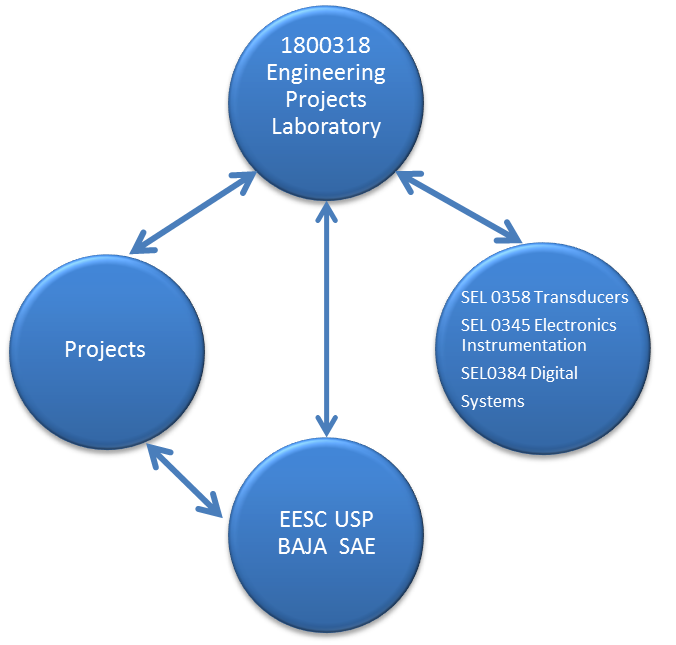 1800318
Engineering
Projects
Laboratory
Projects
SEL 0358 Transducers
SEL 0345 Electronics
Instrumentation
SEL0384 Digital
Systems
EESC USP
BAJA  SAE